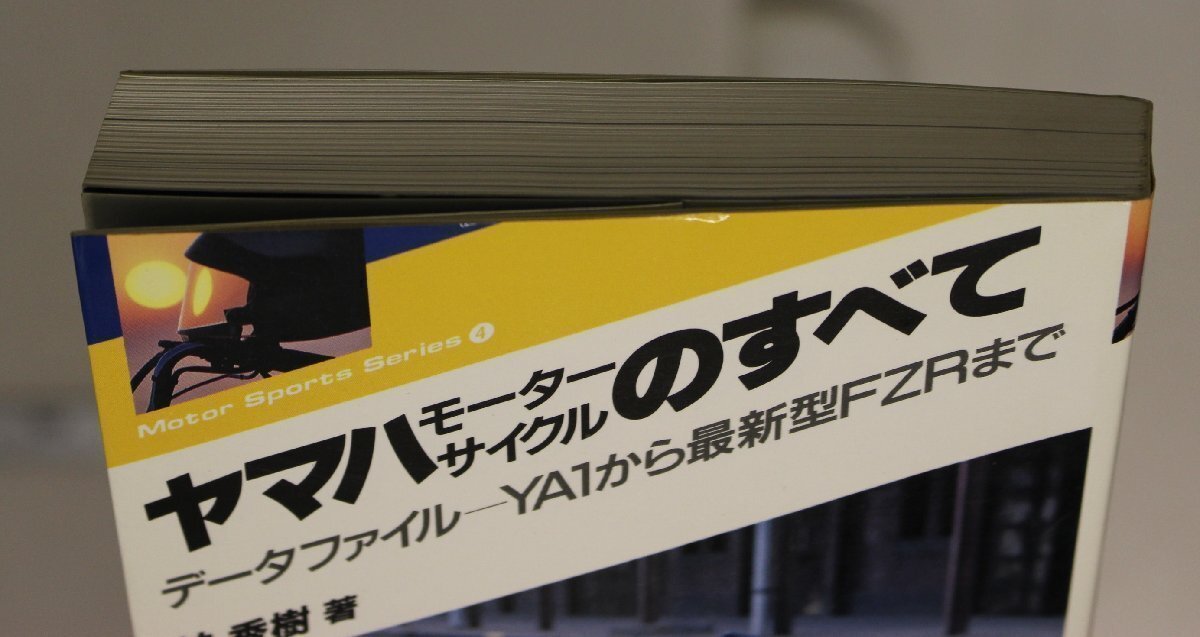 Motor Sports Series 4
ヤマハモーターサイクルのすべて
データファイル―YA1から最新型FZRまで
秀樹 著